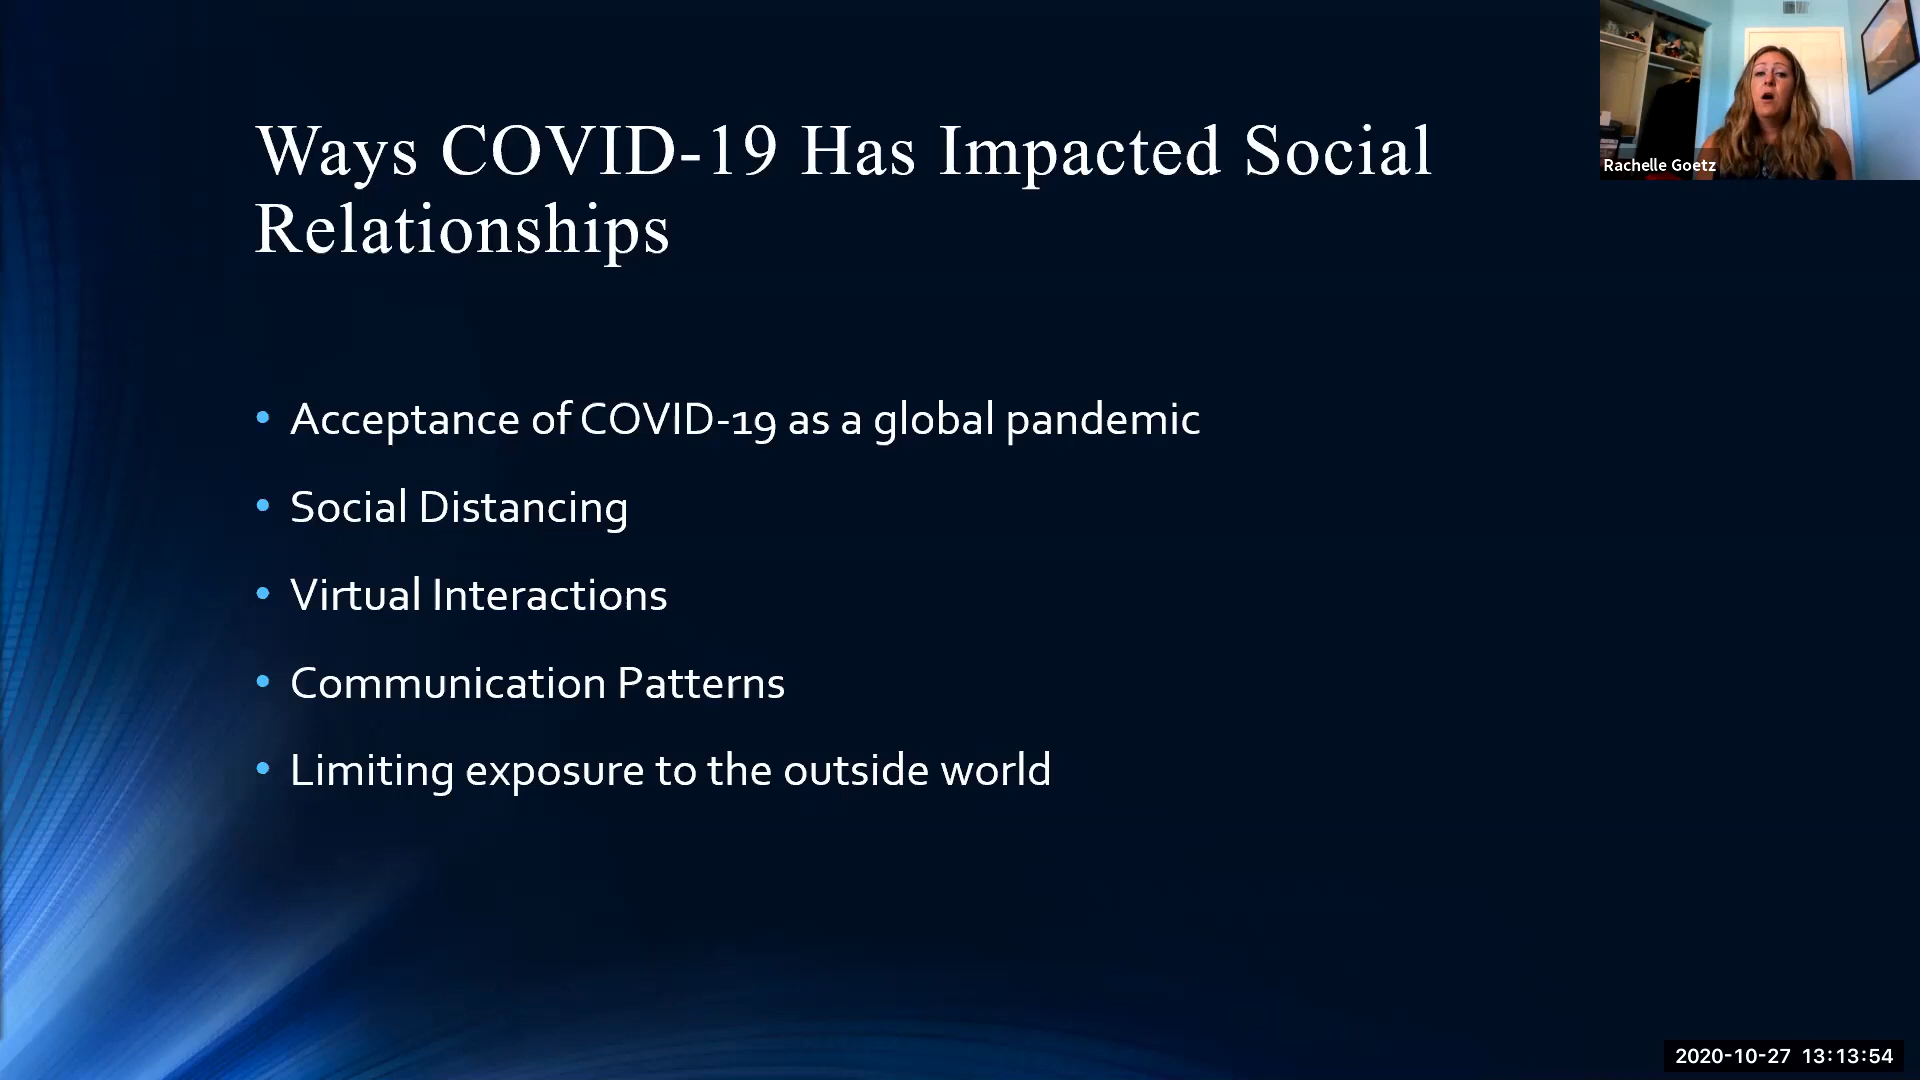 Ways COVID-19 Has Impacted Social
Relationships
Rachelle Goetz
• Acceptance of COVID-19 as a global pandemic
• Social Distancing
• Virtual Interactions
• Communication Patterns
• Limiting exposure to the outside world
2020-10-27 13:13:54